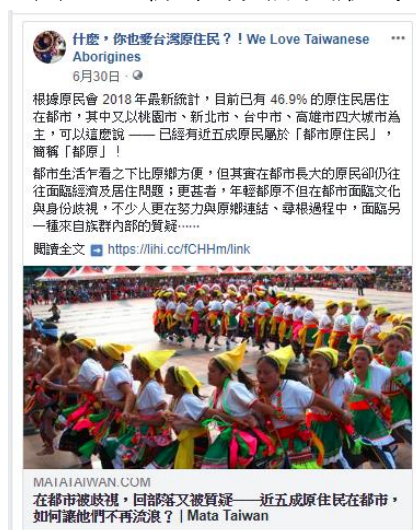 什麼,你也愛台灣原住民?!We Love Taiwanese
Aborigines
6月30日 ·
根據原民會 2018 年最新統計,目前已有 46.9% 的原住民居住
在都市,其中又以桃園市、新北市、台中市、高雄市四大城市為
主,可以這麼說 —— 已經有近五成原民屬於「都市原住民」,
簡稱「都原」!
都市生活乍看之下比原鄉方便,但其實在都市長大的原民卻仍往
往面臨經濟及居住問題;更甚者,年輕都原不但在都市面臨文化
與身份歧視,不少人更在努力與原鄉連結、尋根過程中,面臨另
一種來自族群內部的質疑⋯⋯
閱讀全文 ➡ https://lihi.cc/fCHHm/link
MATATAIWAN.COM
在都市被歧視,回部落又被質疑——近五成原住民在都市,
如何讓他們不再流浪? | Mata Taiwan